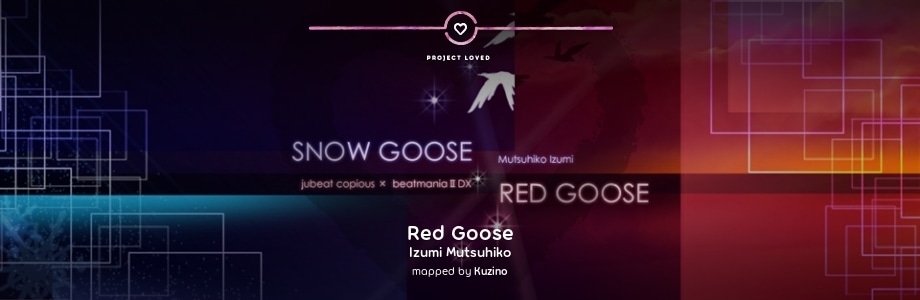 PROJECT LOVED
SNOW GOOSE
jubeat copious × beatmania II DX
Mutsuhiko Izumi
RED GOOSE
Red Goose
Izumi Mutsuhiko
mapped by Kuzino